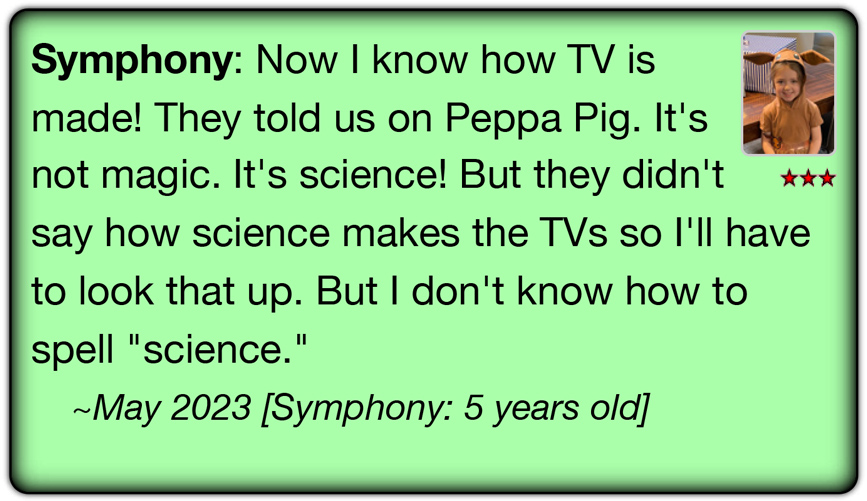 Symphony: Now I know how TV is
made! They told us on Peppa Pig. It's
not magic. It's science! But they didn't
say how science makes the TVs so I'll have
to look that up. But I don't know how to
spell "science."
~May 2023 [Symphony: 5 years old]